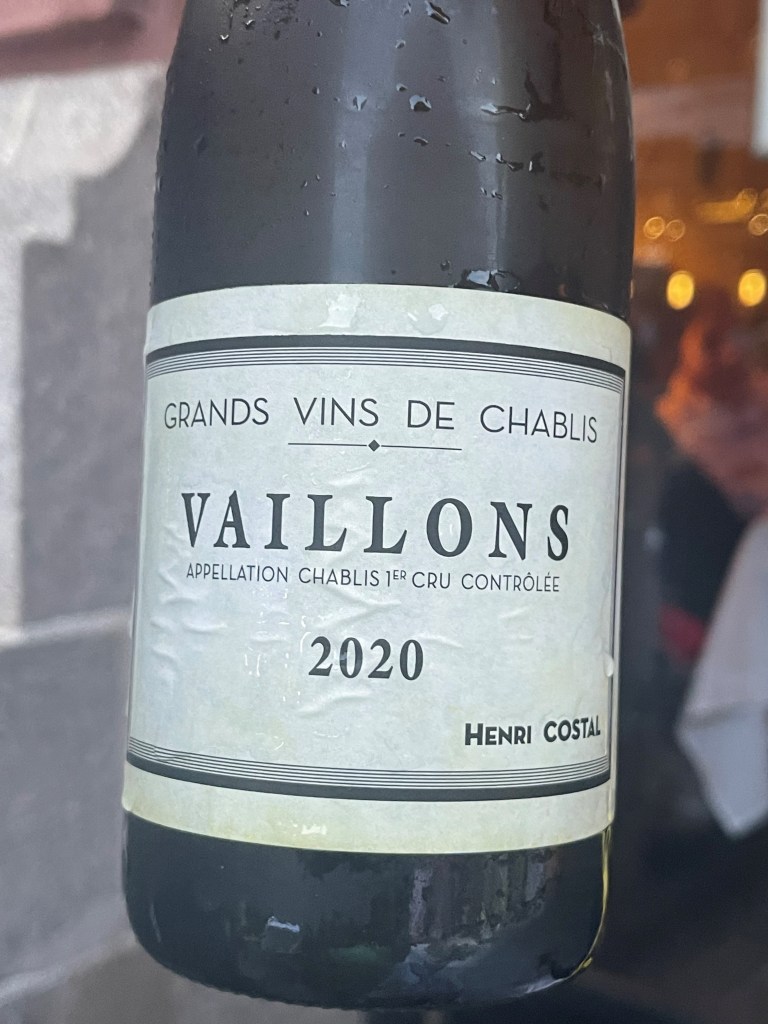 GRANDS VINS DE CHABLIS
VAILLONS
APPELLATION CHABLIS 1ER CRU CONTRÔLÉE
2020
HENRI COSTAL